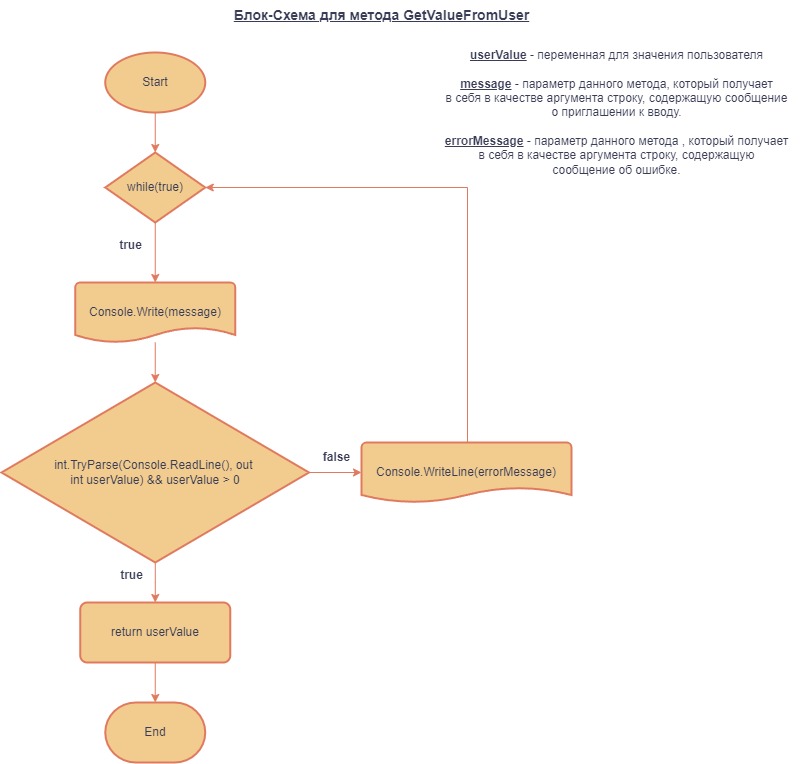 Блок-Схема для метода GetValueFromUser
userValue - переменная для значения пользователя
message - параметр данного метода, который получает
в себя в качестве аргумента строку, содержащую сообщение
о приглашении к вводу.
errorMessage - параметр данного метода , который получает
в себя в качестве аргумента строку, содержащую
сообщение об ошибке.
Start
while(true)
true
Console.Write(message)
int.TryParse(Console.ReadLine(), out
int userValue) && userValue > 0
false
Console.WriteLine(errorMessage)
true
return userValue
End